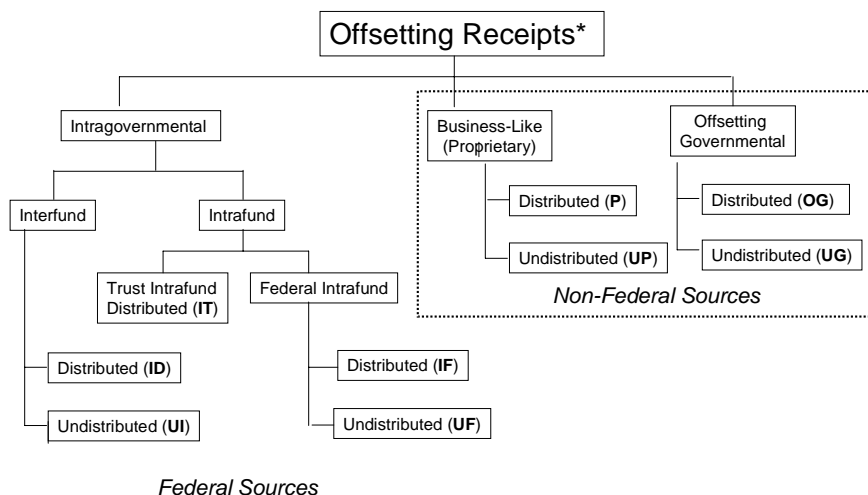 Offsetting Receipts*
Intragovernmental
Business-Like
(Proprietary)
Offsetting
Governmental
Interfund
Intrafund
Distributed (P)
Distributed (OG)
Undistributed (UP)
Undistributed (UG)
Trust Intrafund
Distributed (IT)
Federal Intrafund
Non-Federal Sources
Distributed (ID)
Distributed (IF)
Undistributed (UI)
Undistributed (UF)
Federal Sources